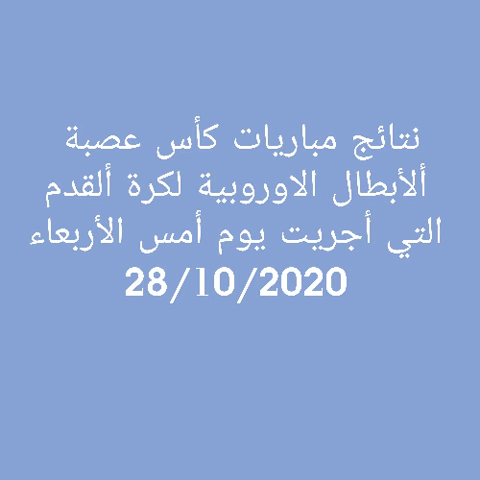 نتائج مباريات كأس عصبة
ألأبطال الاوروبية لكرة ألقدم
التي أجريت يوم أمس الأربعاء
28/10/2020